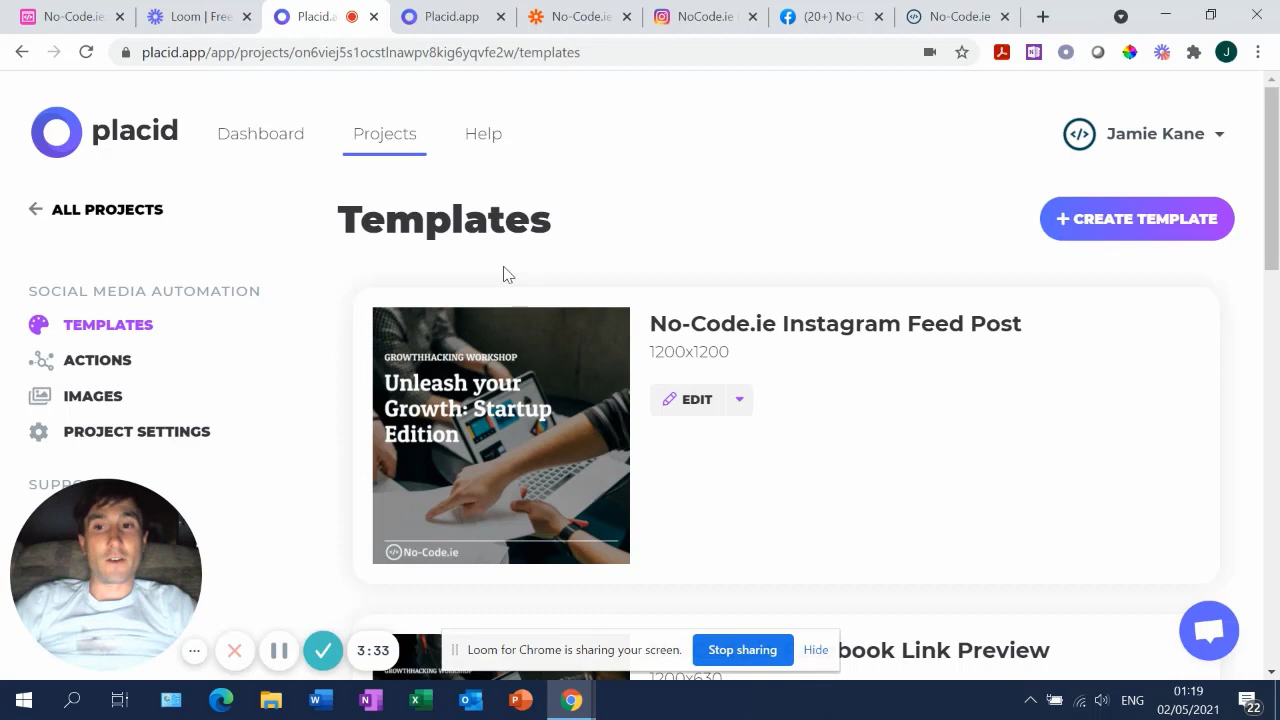 No-Code.ie
Loom | Free
Placid.a
Placid.app
No-Code.ie
NoCode.I
(20+) No-C
No-Code.ie
placid.app/app/projects/on6viej5s1ocstlnawpv8kig6yqvfe2w/templates
J
placid
Dashboard
Projects
Help
</>
Jamie Kane
ALL PROJECTS
Templates
+ CREATE TEMPLATE
SOCIAL MEDIA AUTOMATION
TEMPLATES
ACTIONS
IMAGES
PROJECT SETTINGS
GROWTHHACKING WORKSHOP
Unleash your
Growth: Startup
Edition
</> No-Code.ie
No-Code.ie Instagram Feed Post
1200x1200
EDIT
SUPPO
3:33
Loom for Chrome is sharing your screen.
Stop sharing
Hide
book Link Preview
1200x630
GROWTHHACKING WORKSHOP
ENG
01:19
02/05/2021
22